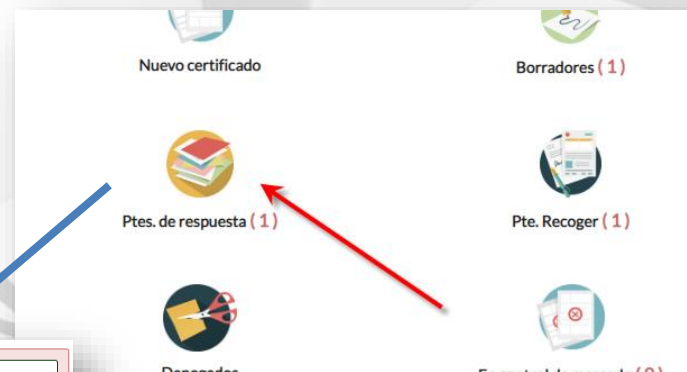 Nuevo certificado
Borradores ( 1 )
Ptes. de respuesta ( 1 )
Pte. Recoger ( 1 )